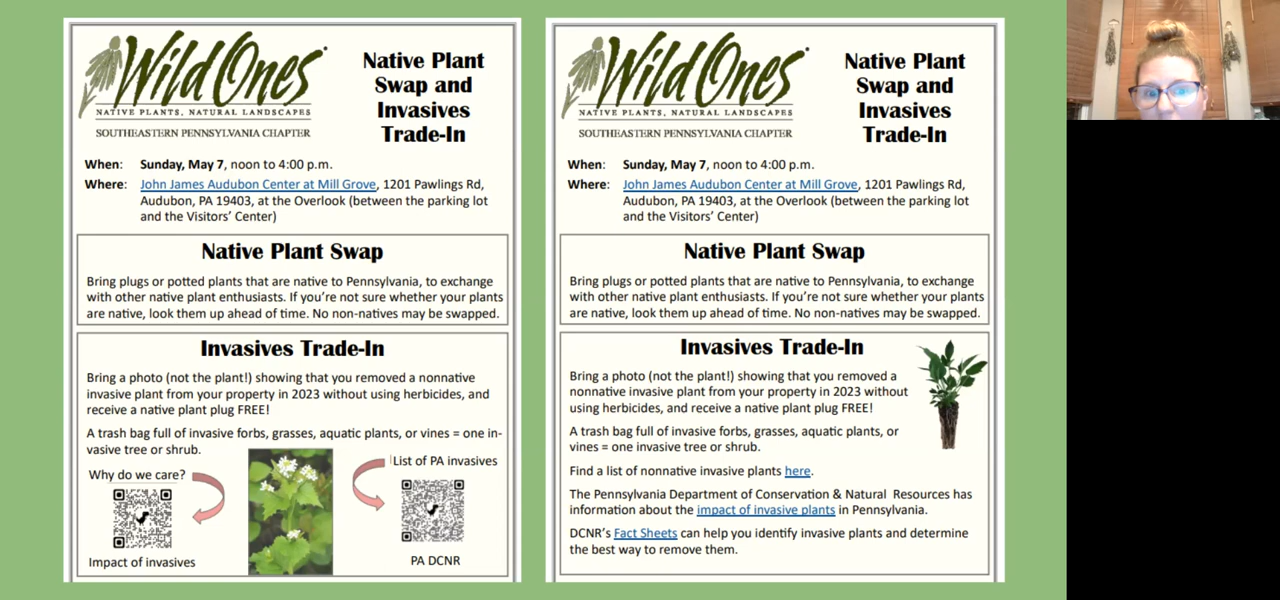 Wild Ones
NATIVE PLANTS, NATURAL LANDSCAPES
SOUTHEASTERN PENNSYLVANIA CHAPTER
Native Plant
Swap and
Invasives
Trade-In
When: Sunday, May 7, noon to 4:00 p.m.
Where: John James Audubon Center at Mill Grove, 1201 Pawlings Rd,
Audubon, PA 19403, at the Overlook (between the parking lot
and the Visitors’ Center)
Native Plant Swap
Bring plugs or potted plants that are native to Pennsylvania, to exchange
with other native plant enthusiasts. If you’re not sure whether your plants
are native, look them up ahead of time. No non-natives may be swapped.
Invasives Trade-In
Bring a photo (not the plant!) showing that you removed a nonnative
invasive plant from your property in 2023 without using herbicides, and
receive a native plant plug FREE!
A trash bag full of invasive forbs, grasses, aquatic plants, or vines = one in-
vasive tree or shrub.
Why do we care?
List of PA invasives
Impact of invasives
PA DCNR
Wild Ones
NATIVE PLANTS, NATURAL LANDSCAPES
SOUTHEASTERN PENNSYLVANIA CHAPTER
Native Plant
Swap and
Invasives
Trade-In
When: Sunday, May 7, noon to 4:00 p.m.
Where: John James Audubon Center at Mill Grove, 1201 Pawlings Rd,
Audubon, PA 19403, at the Overlook (between the parking lot
and the Visitors’ Center)
Native Plant Swap
Bring plugs or potted plants that are native to Pennsylvania, to exchange
with other native plant enthusiasts. If you’re not sure whether your plants
are native, look them up ahead of time. No non-natives may be swapped.
Invasives Trade-In
Bring a photo (not the plant!) showing that you removed a
nonnative invasive plant from your property in 2023 without
using herbicides, and receive a native plant plug FREE!
A trash bag full of invasive forbs, grasses, aquatic plants, or
vines = one invasive tree or shrub.
Find a list of nonnative invasive plants here.
The Pennsylvania Department of Conservation & Natural Resources has
information about the impact of invasive plants in Pennsylvania.
DCNR’s Fact Sheets can help you identify invasive plants and determine
the best way to remove them.